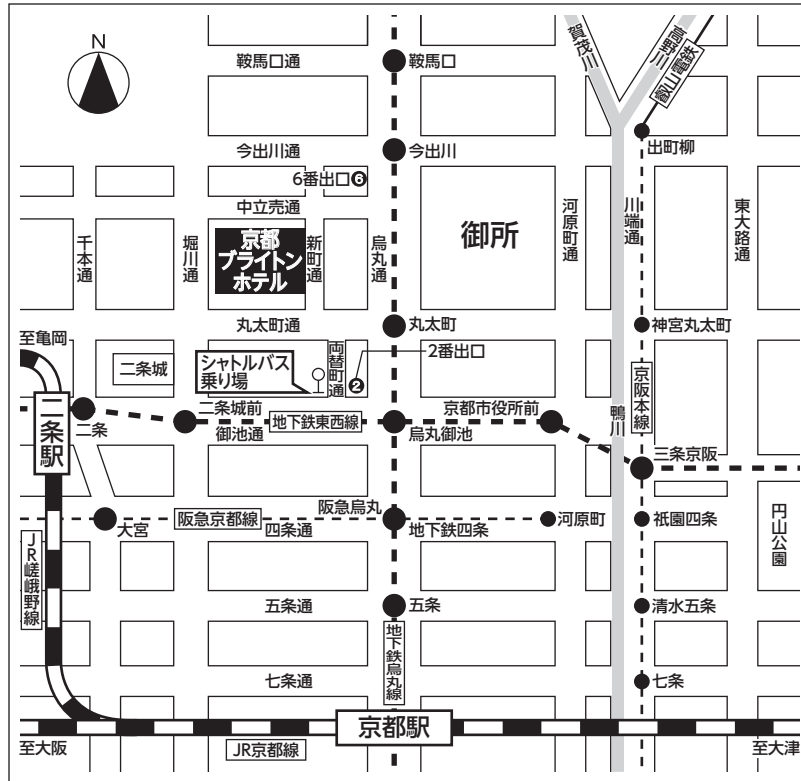 N
鞍馬口通
鞍馬口
賀茂川
高野川
叡山電鉄
今出川通
今出川
出町柳
6番出口❻
中立売通
千本通
堀川通
京都
ブライトン
ホテル
新町通
烏丸通
御所
河原町通
川端通
東大路通
丸太町通
丸太町
神宮丸太町
至亀岡
二条城
シャトルバス
乗り場
両替町通
❷
2番出口
京阪本線
二条駅
二条
二条城前
御池通
地下鉄東西線
烏丸御池
京都市役所前
鴨川
三条京阪
大宮
阪急京都線
阪急烏丸
四条通
地下鉄四条
河原町
祇園四条
円山公園
JR嵯峨野線
五条通
五条
清水五条
地下鉄烏丸線
七条通
七条
京都駅
至大阪
JR京都線
至大津